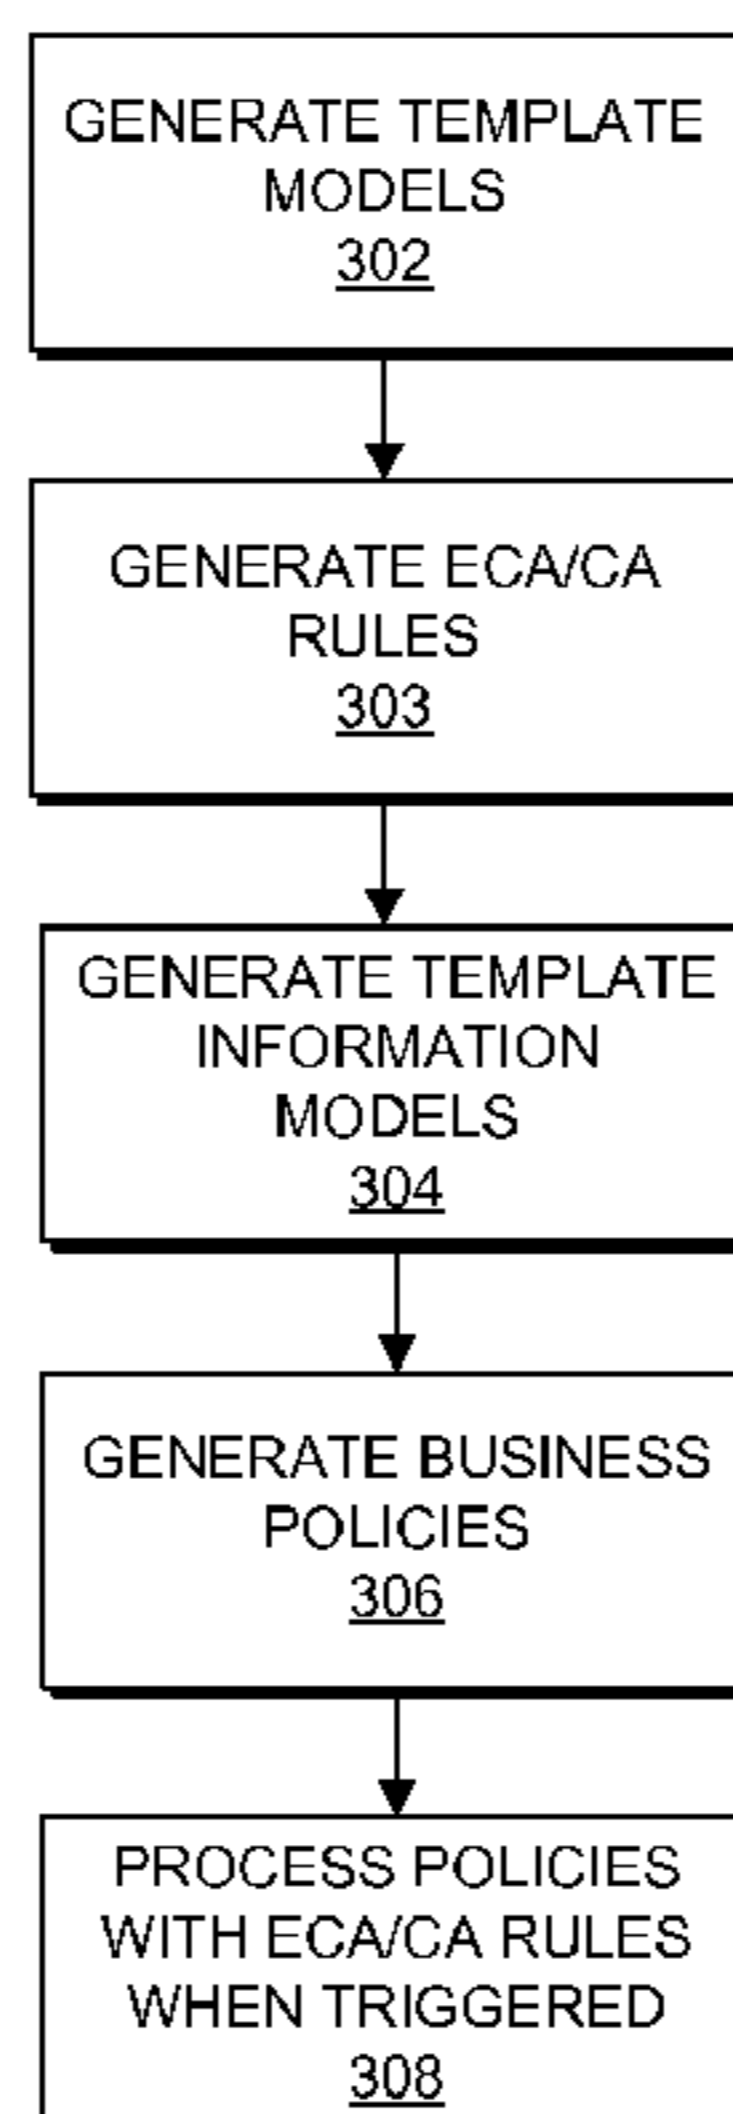 GENERATE TEMPLATE
MODELS
302
GENERATE ECA/CA
RULES
303
GENERATE TEMPLATE
INFORMATION
MODELS
304
GENERATE BUSINESS
POLICIES
306
PROCESS POLICIES
WITH ECA/CA RULES
WHEN TRIGGERED
308